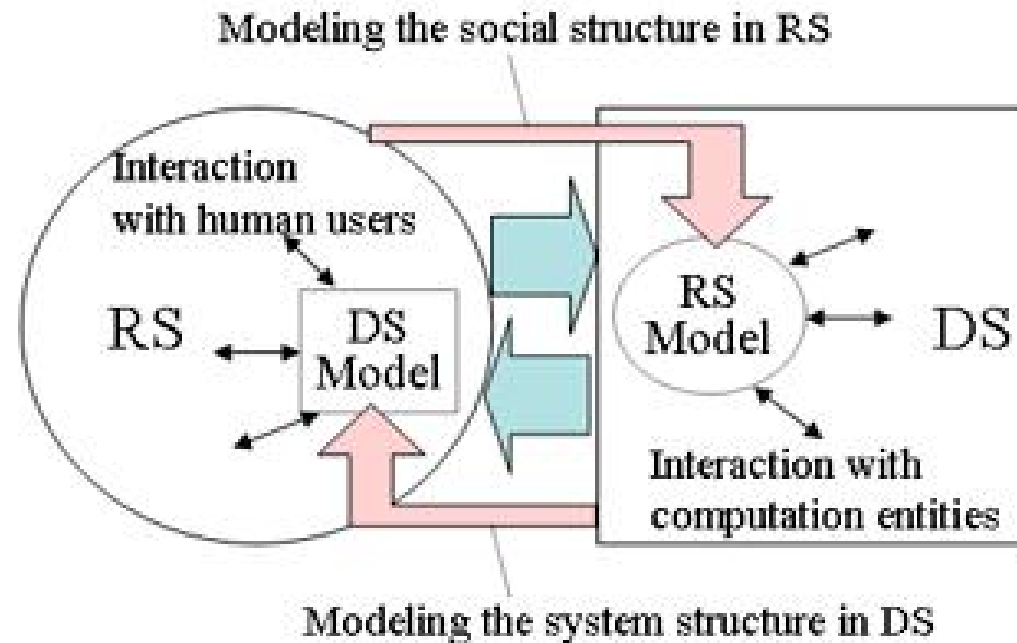 Modeling the social structure in RS
Interaction
with human users
RS
DS
Model
RS
Model
DS
Interaction with
computation entities
Modeling the system structure in DS